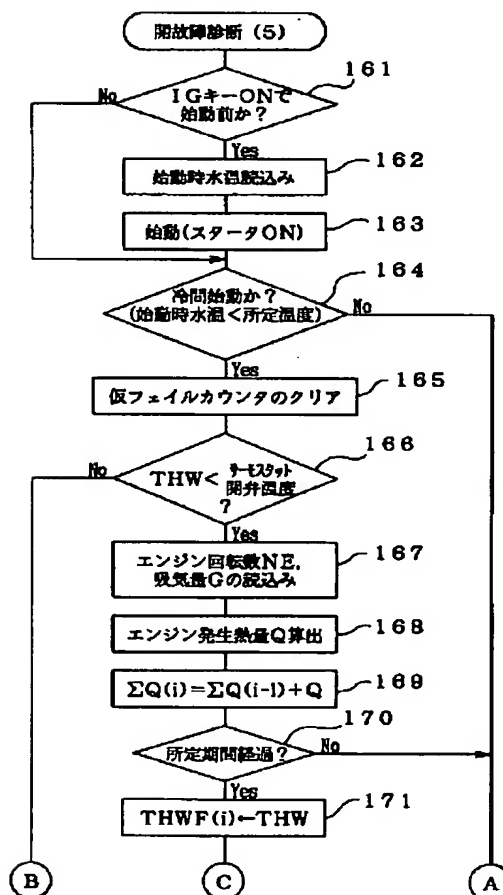 開故障診断 (5)
161
No
IGキーONで
始動前か?
Yes
162
始動時水温読込み
163
始動(スタータON)
164
冷間始動か?
(始動時水温<所定温度)
No
Yes
165
仮フェイルカウンタのクリア
166
No
THW< サーモスタット
開弁温度
?
Yes
167
エンジン回転数NE,
吸気量Gの読込み
168
エンジン発生熱量Q算出
169
ΣQ(i)=ΣQ(i-1)+Q
170
所定期間経過?
No
Yes
171
THWF(i)←THW
B
C
A